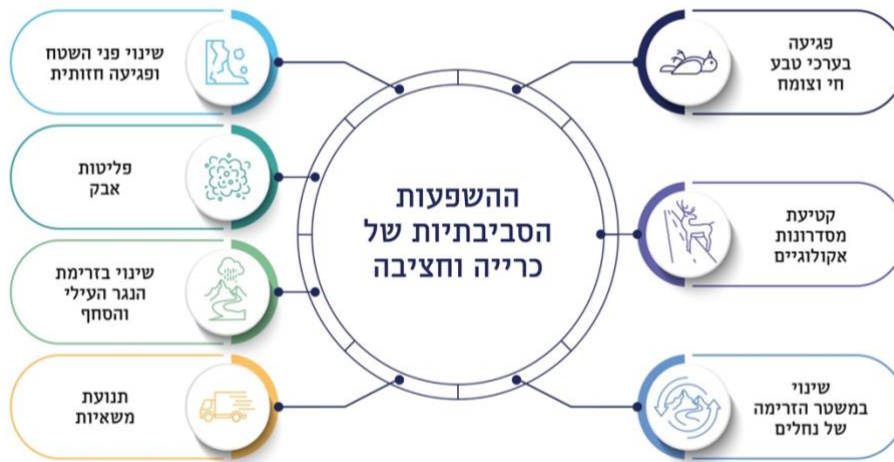 ההשפעות
הסביבתיות של
כרייה וחציבה
פגיעה
בערכי טבע
חי וצומח
קטיעת
מסדרונות
אקולוגיים
שינוי
במשטר הזרימה
של נחלים
שינוי פני השטח
ופגיעה חזותית
פליטות
אבק
שינוי בזרימת
הנגר העילי
והסחף
תנועת
משאיות